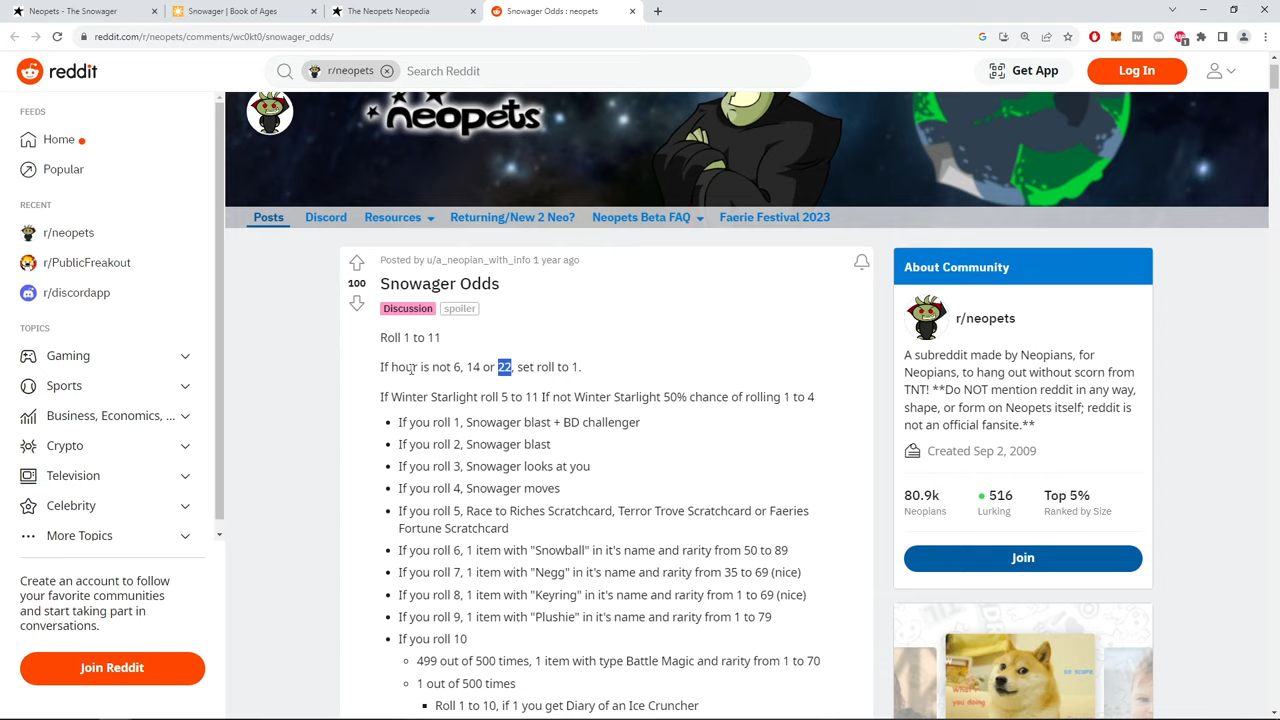 Neopets - The Snowager
Snowager | Book of Ages
The Neopets Neopedia
Snowager Odds : neopets
reddit.com/r/neopets/comments/wc0kt0/snowager_odds/
reddit
r/neopets
Search Reddit
Get App
Log In
FEEDS
Home
Popular
RECENT
r/neopets
r/PublicFreakout
r/discordapp
TOPICS
Gaming
Sports
Business, Economics, ...
Crypto
Television
Celebrity
More Topics
Create an account to follow
your favorite communities
and start taking part in
conversations.
Join Reddit
neopets
Posts
Discord
Resources
Returning/New 2 Neo?
Neopets Beta FAQ
Faerie Festival 2023
100
Posted by u/a_neopian_with_info 1 year ago
Snowager Odds
Discussion
spoiler
Roll 1 to 11
If hour is not 6, 14 or 22, set roll to 1.
If Winter Starlight roll 5 to 11 If not Winter Starlight 50% chance of rolling 1 to 4
• If you roll 1, Snowager blast + BD challenger
• If you roll 2, Snowager blast
• If you roll 3, Snowager looks at you
• If you roll 4, Snowager moves
• If you roll 5, Race to Riches Scratchcard, Terror Trove Scratchcard or Faeries
Fortune Scratchcard
• If you roll 6, 1 item with "Snowball" in it's name and rarity from 50 to 89
• If you roll 7, 1 item with "Negg" in it's name and rarity from 35 to 69 (nice)
• If you roll 8, 1 item with "Keyring" in it's name and rarity from 1 to 69 (nice)
• If you roll 9, 1 item with "Plushie" in it's name and rarity from 1 to 79
• If you roll 10
◦ 499 out of 500 times, 1 item with type Battle Magic and rarity from 1 to 70
◦ 1 out of 500 times
▪ Roll 1 to 10, if 1 you get Diary of an Ice Cruncher
About Community
r/neopets
A subreddit made by Neopians, for
Neopians, to hang out without scorn from
TNT! **Do NOT mention reddit in any way,
shape, or form on Neopets itself; reddit is
not an official fansite.**
Created Sep 2, 2009
80.9k
Neopians
516
Lurking
Top 5%
Ranked by Size
Join